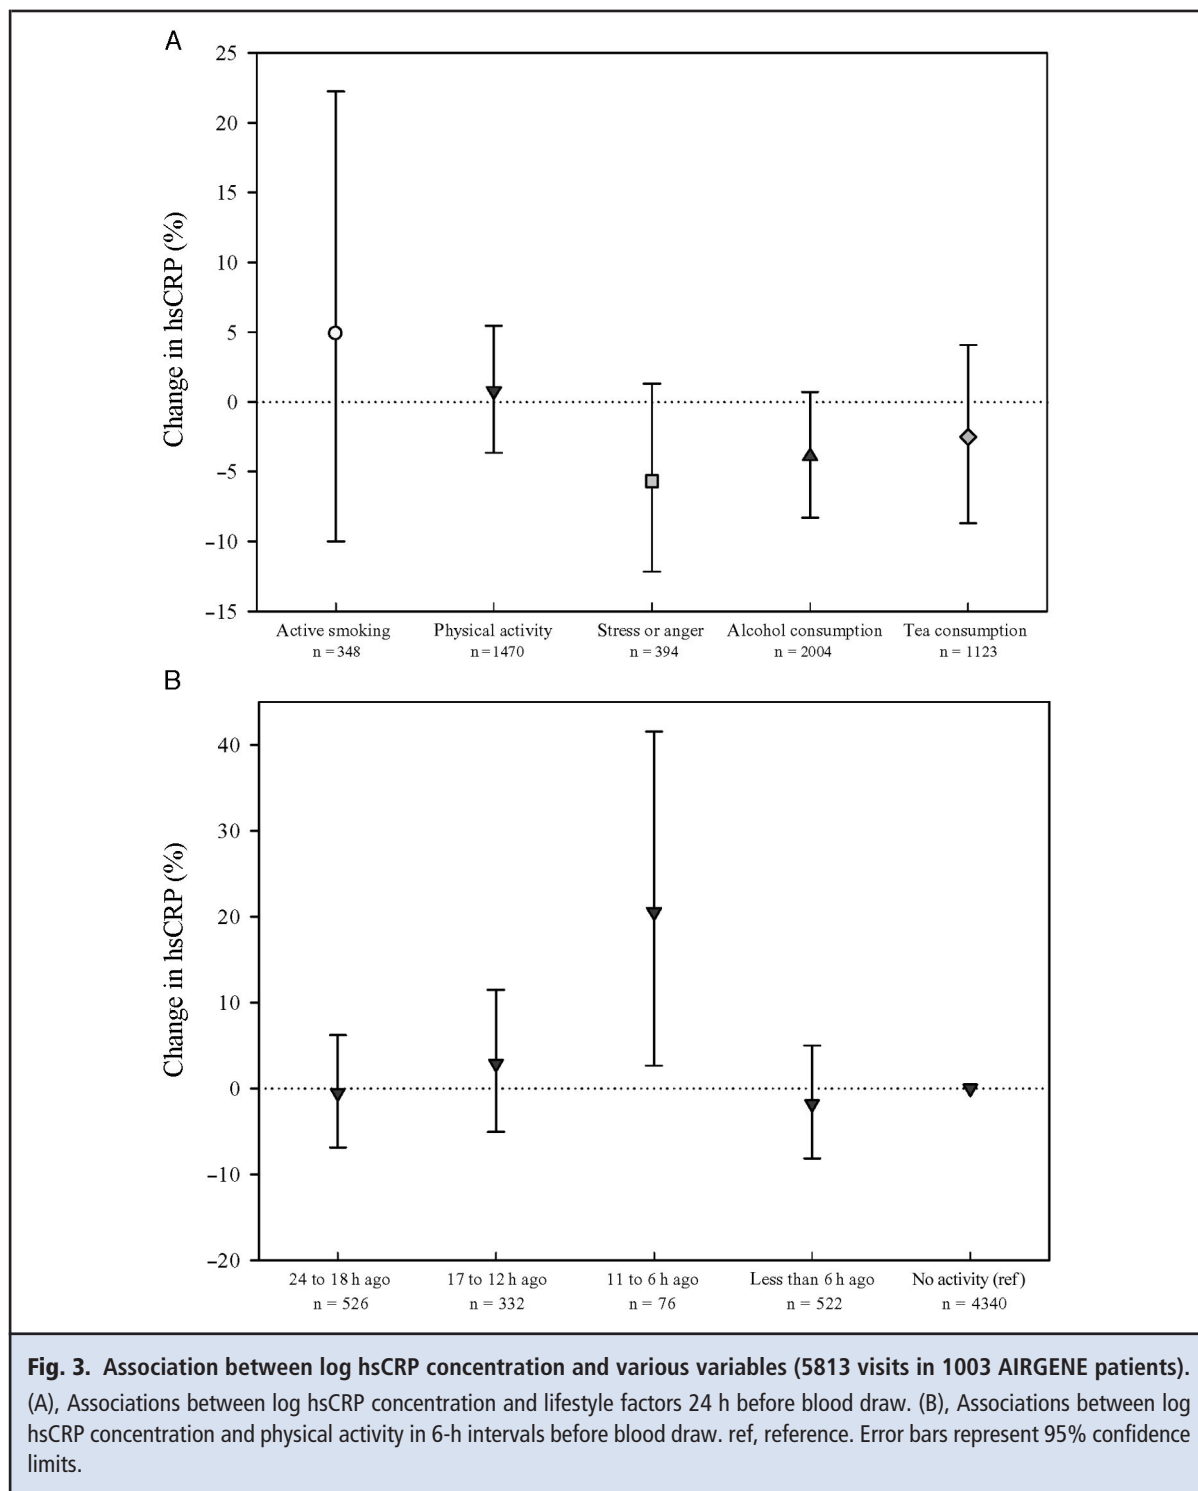 A
25
20
15
10
5
0
−5
−10
−15
Change in hsCRP (%)
Active smoking Physical activity Stress or anger Alcohol consumption Tea consumption
n = 348 n =1470 n = 394 n = 2004 n = 1123
B
40
30
20
10
0
−10
−20
Change in hsCRP (%)
24 to 18 h ago 17 to 12 h ago 11 to 6 h ago Less than 6 h ago No activity (ref)
n = 526 n = 332 n = 76 n = 522 n = 4340
Fig. 3. Association between log hsCRP concentration and various variables (5813 visits in 1003 AIRGENE patients).
(A), Associations between log hsCRP concentration and lifestyle factors 24 h before blood draw. (B), Associations between log
hsCRP concentration and physical activity in 6-h intervals before blood draw. ref, reference. Error bars represent 95% confidence
limits.